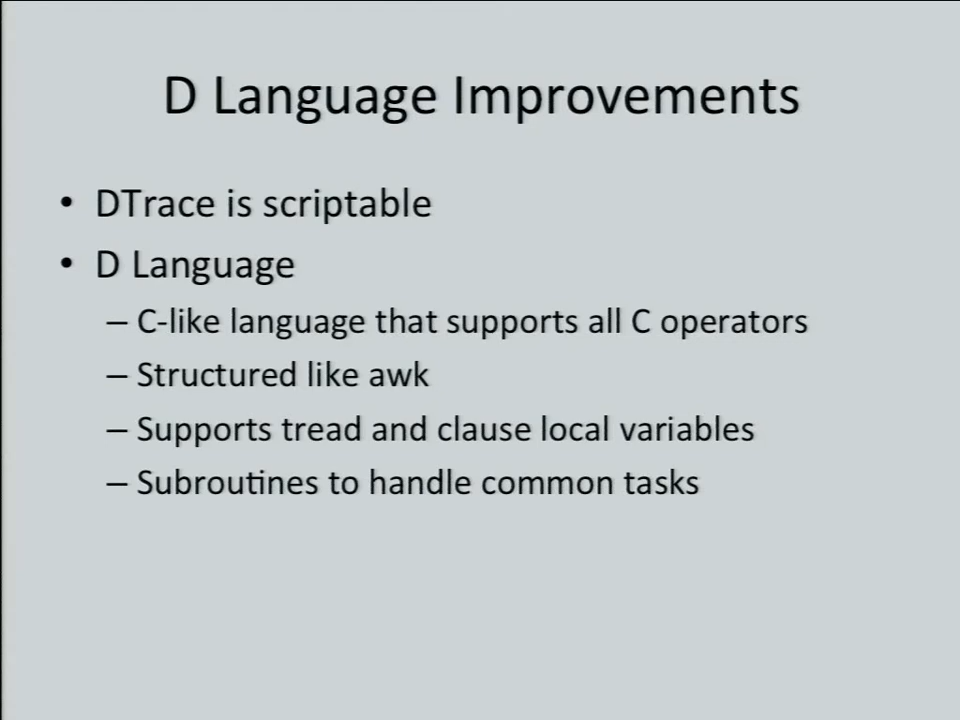 D Language Improvements
• DTrace is scriptable
• D Language
– C-like language that supports all C operators
– Structured like awk
– Supports tread and clause local variables
– Subroutines to handle common tasks